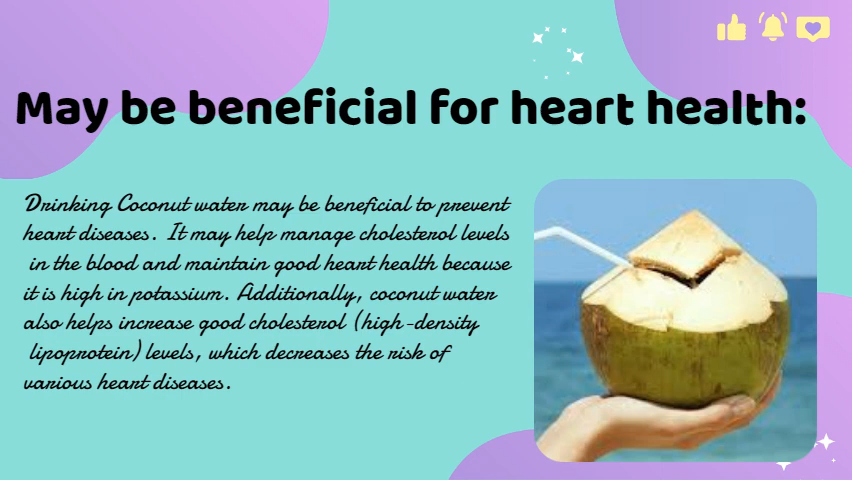 May be beneficial for heart health:
Drinking Coconut water may be beneficial to prevent
heart diseases. It may help manage cholesterol levels
in the blood and maintain good heart health because
it is high in potassium. Additionally, coconut water
also helps increase good cholesterol (high-density
lipoprotein) levels, which decreases the risk of
various heart diseases.